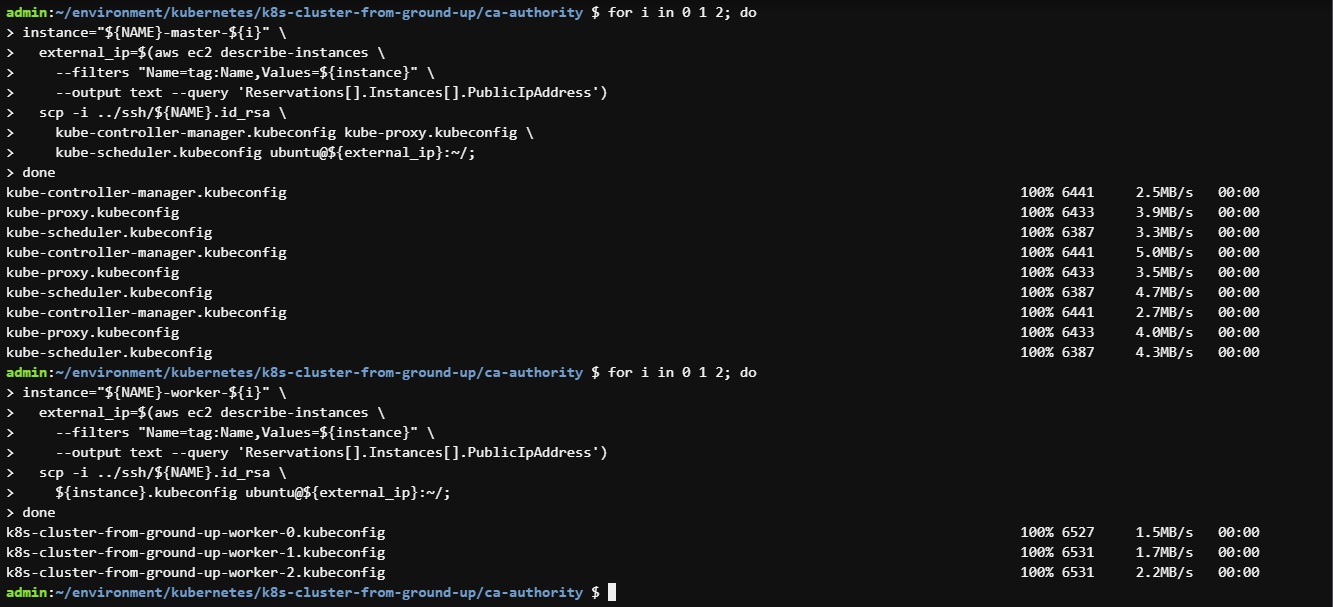 admin:~/environment/kubernetes/k8s-cluster-from-ground-up/ca-authority $ for i in 0 1 2; do
> instance="${NAME}-master-${i}" \
>   external_ip=$(aws ec2 describe-instances \
>     --filters "Name=tag:Name,Values=${instance}" \
>     --output text --query 'Reservations[].Instances[].PublicIpAddress')
>   scp -i ../ssh/${NAME}.id_rsa \
>     kube-controller-manager.kubeconfig kube-proxy.kubeconfig \
>     kube-scheduler.kubeconfig ubuntu@${external_ip}:~/;
> done
kube-controller-manager.kubeconfig 100% 6441 2.5MB/s 00:00
kube-proxy.kubeconfig 100% 6433 3.9MB/s 00:00
kube-scheduler.kubeconfig 100% 6387 3.3MB/s 00:00
kube-controller-manager.kubeconfig 100% 6441 5.0MB/s 00:00
kube-proxy.kubeconfig 100% 6433 3.5MB/s 00:00
kube-scheduler.kubeconfig 100% 6387 4.7MB/s 00:00
kube-controller-manager.kubeconfig 100% 6441 2.7MB/s 00:00
kube-proxy.kubeconfig 100% 6433 4.0MB/s 00:00
kube-scheduler.kubeconfig 100% 6387 4.3MB/s 00:00
admin:~/environment/kubernetes/k8s-cluster-from-ground-up/ca-authority $ for i in 0 1 2; do
> instance="${NAME}-worker-${i}" \
>   external_ip=$(aws ec2 describe-instances \
>     --filters "Name=tag:Name,Values=${instance}" \
>     --output text --query 'Reservations[].Instances[].PublicIpAddress')
>   scp -i ../ssh/${NAME}.id_rsa \
>     ${instance}.kubeconfig ubuntu@${external_ip}:~/;
> done
k8s-cluster-from-ground-up-worker-0.kubeconfig 100% 6527 1.5MB/s 00:00
k8s-cluster-from-ground-up-worker-1.kubeconfig 100% 6531 1.7MB/s 00:00
k8s-cluster-from-ground-up-worker-2.kubeconfig 100% 6531 2.2MB/s 00:00
admin:~/environment/kubernetes/k8s-cluster-from-ground-up/ca-authority $